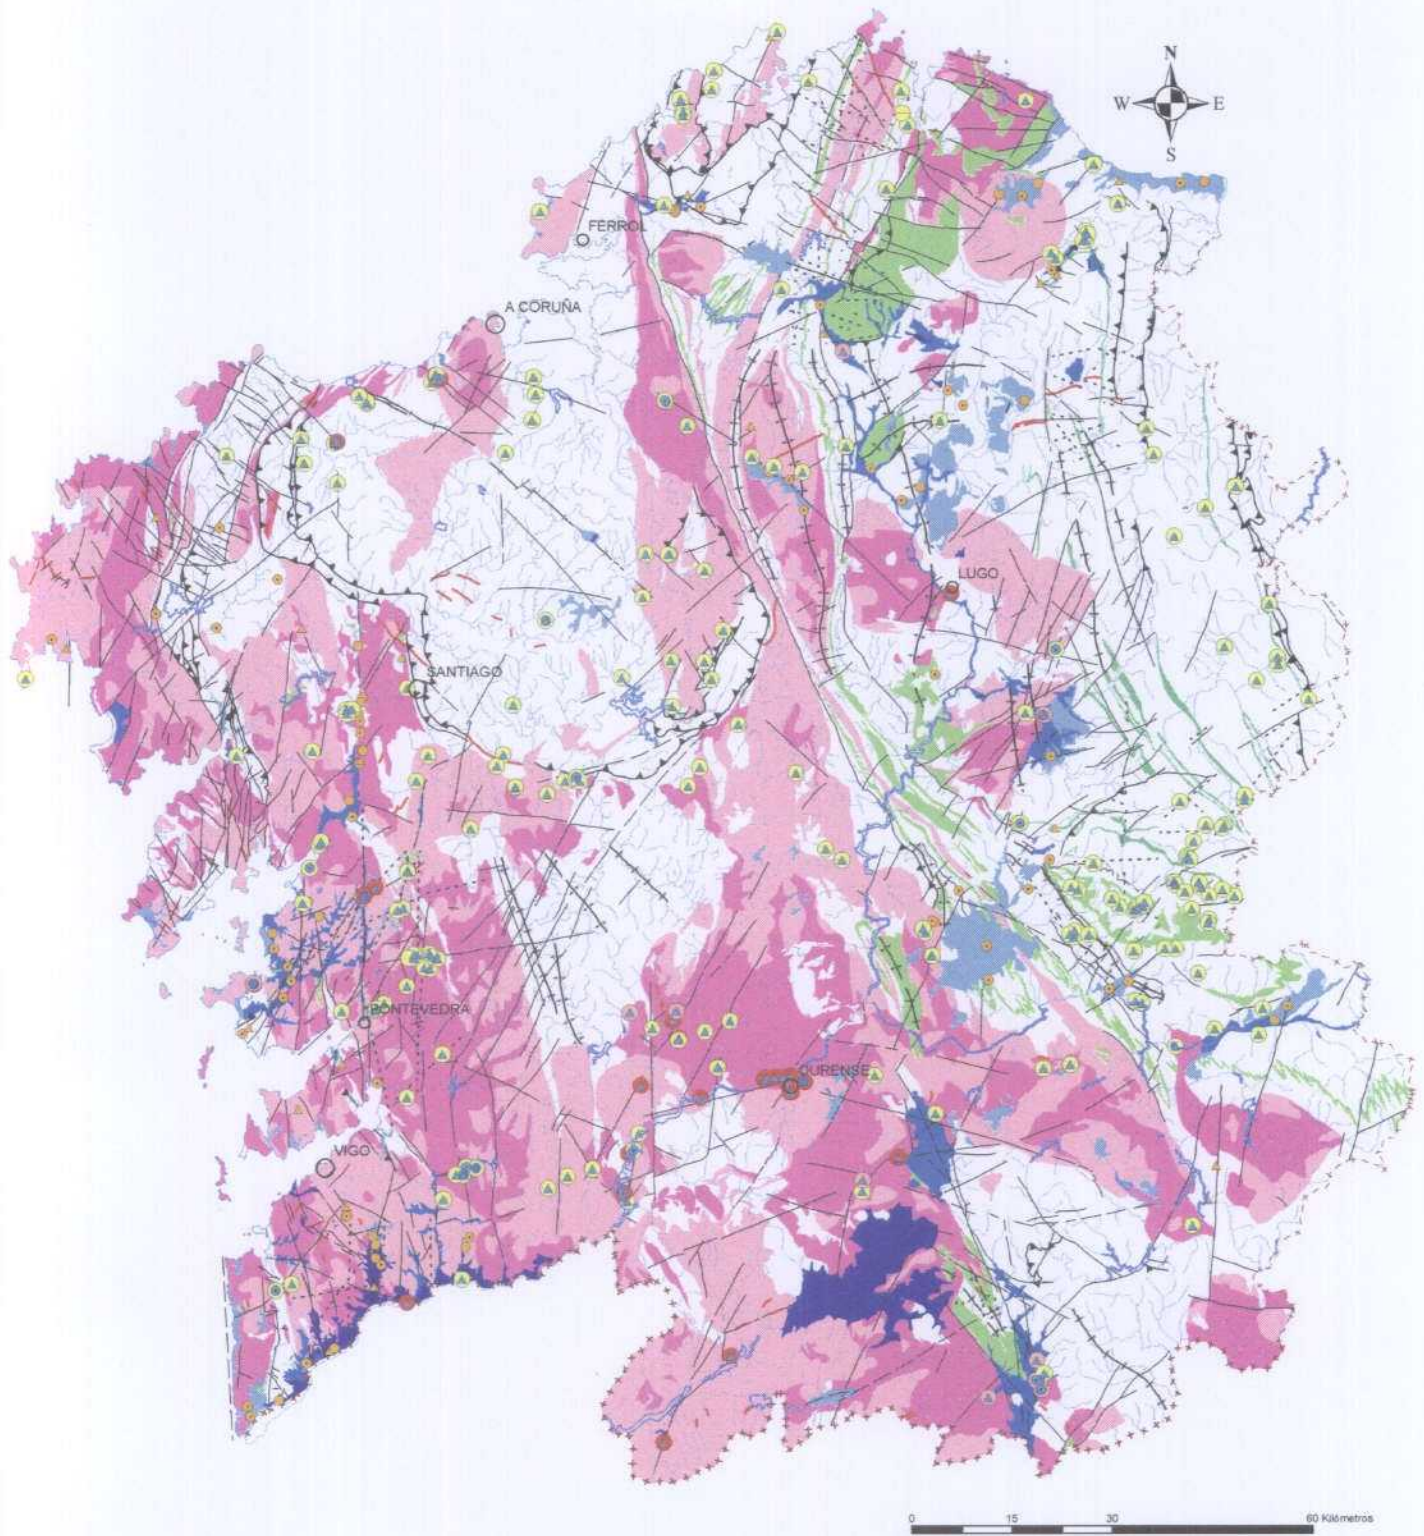 N
W E
S
FERROL
A CORUÑA
LUGO
SANTIAGO
PONTEVEDRA
OURENSE
VIGO
0 15 30 60 Kilómetros